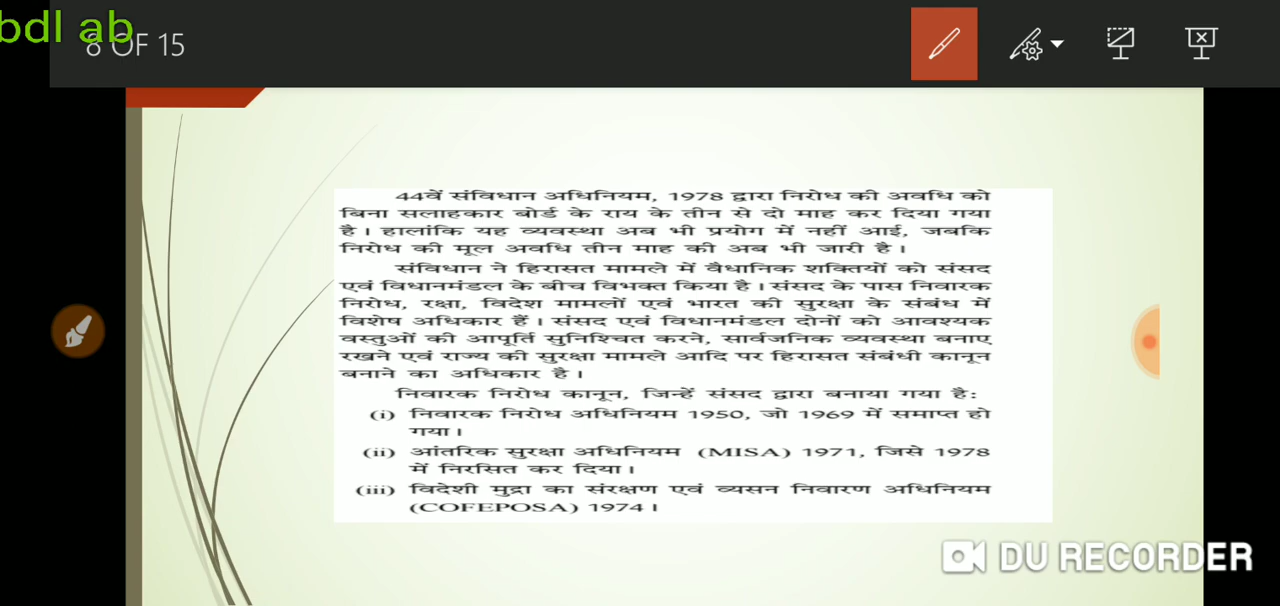 bdl ab
8 OF 15
44वें संविधान अधिनियम, 1978 द्वारा निरोध की अवधि को
बिना सलाहकार बोर्ड के राय के तीन से दो माह कर दिया गया
है। हालांकि यह व्यवस्था अब भी प्रयोग में नहीं आई, जबकि
निरोध की मूल अवधि तीन माह की अब भी जारी है।
संविधान ने हिरासत मामले में वैधानिक शक्तियों को संसद
एवं विधानमंडल के बीच विभक्त किया है। संसद के पास निवारक
निरोध, रक्षा, विदेश मामलों एवं भारत की सुरक्षा के संबंध में
विशेष अधिकार हैं। संसद एवं विधानमंडल दोनों को आवश्यक
वस्तुओं की आपूर्ति सुनिश्चित करने, सार्वजनिक व्यवस्था बनाए
रखने एवं राज्य की सुरक्षा मामले आदि पर हिरासत संबंधी कानून
बनाने का अधिकार है।
निवारक निरोध कानून, जिन्हें संसद द्वारा बनाया गया है:
(i) निवारक निरोध अधिनियम 1950, जो 1969 में समाप्त हो
गया।
(ii) आंतरिक सुरक्षा अधिनियम (MISA) 1971, जिसे 1978
में निरसित कर दिया।
(iii) विदेशी मुद्रा का संरक्षण एवं व्यसन निवारण अधिनियम
(COFEPOSA) 1974।
DU RECORDER